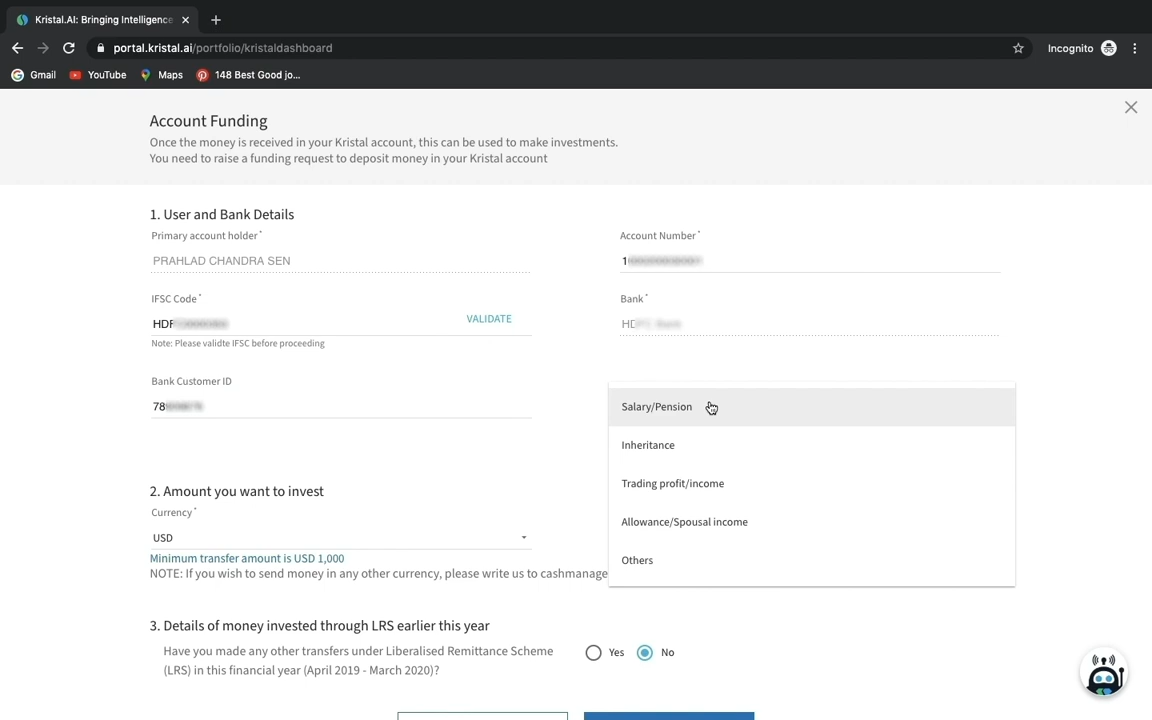 Kristal.AI: Bringing Intelligence
portal.kristal.ai/portfolio/kristaldashboard
Incognito
Gmail
YouTube
Maps
148 Best Good jo...
Account Funding
Once the money is received in your Kristal account, this can be used to make investments.
You need to raise a funding request to deposit money in your Kristal account
1. User and Bank Details
Primary account holder*
Account Number*
PRAHLAD CHANDRA SEN
1
IFSC Code*
Bank*
HDF
VALIDATE
HD
Note: Please validte IFSC before proceeding
Bank Customer ID
78
Salary/Pension
Inheritance
Trading profit/income
Allowance/Spousal income
Others
2. Amount you want to invest
Currency*
USD
Minimum transfer amount is USD 1,000
NOTE: If you wish to send money in any other currency, please write us to cashmanage
3. Details of money invested through LRS earlier this year
Have you made any other transfers under Liberalised Remittance Scheme
(LRS) in this financial year (April 2019 - March 2020)?
Yes
No